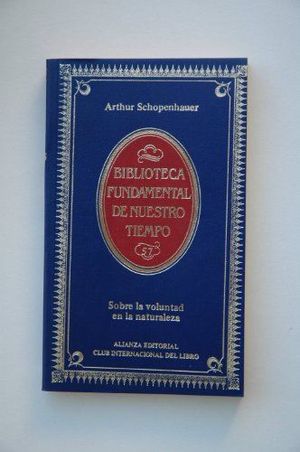 Arthur Schopenhauer
BIBLIOTECA
FUNDAMENTAL
DE NUESTRO
TIEMPO
57
Sobre la voluntad
en la naturaleza
ALIANZA EDITORIAL
CLUB INTERNACIONAL DEL LIBRO